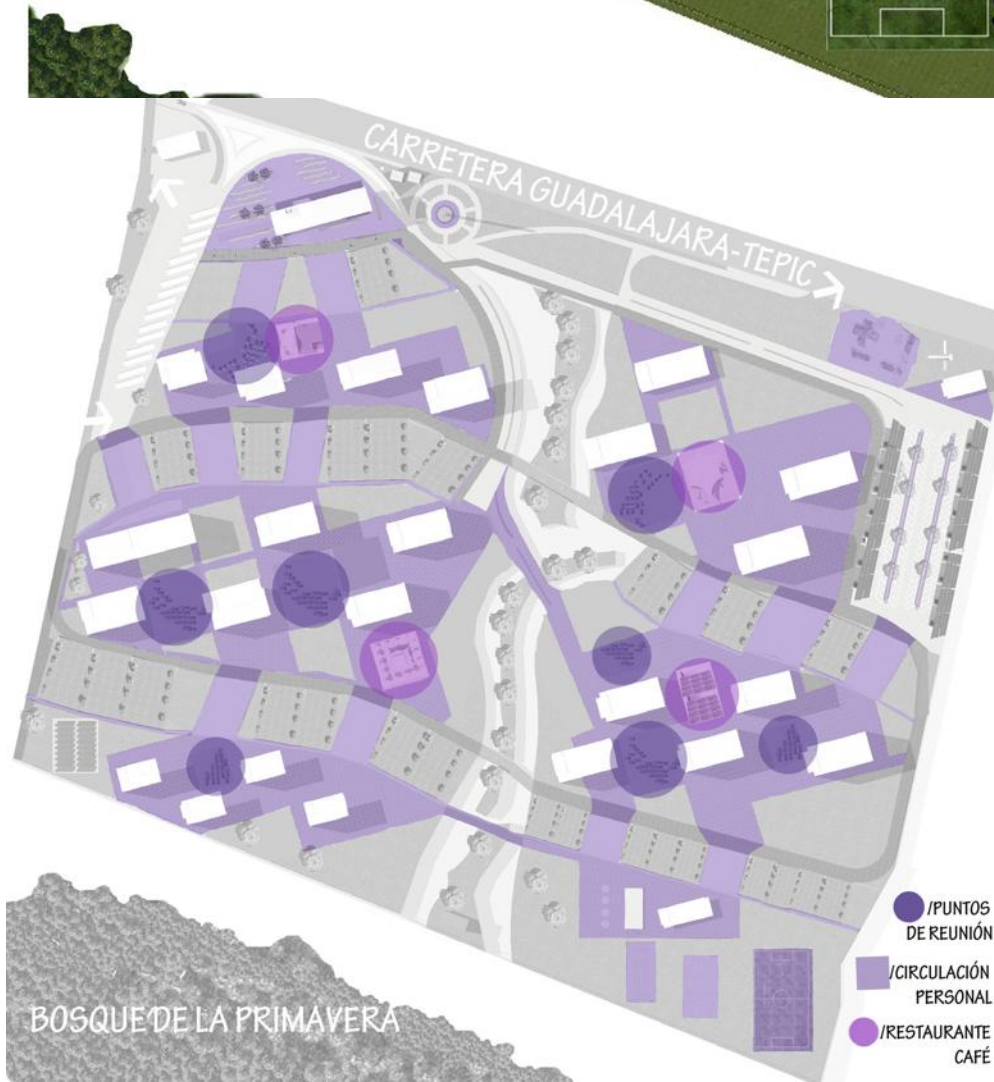 CARRETERA GUADALAJARA-TEPIC
/PUNTOS
DE REUNIÓN
/CIRCULACIÓN
PERSONAL
/RESTAURANTE
CAFÉ
BOSQUE DE LA PRIMAVERA